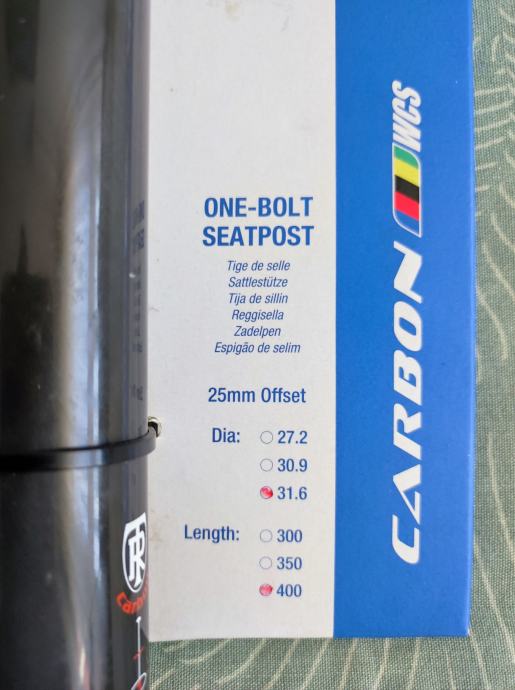 ONE-BOLT
SEATPOST
Tige de selle
Sattlestütze
Tija de sillin
Reggisella
Zadelpen
Espigão de selim
25mm Offset
Dia: 27.2
30.9
31.6
Length: 300
350
400
CARBON WCS